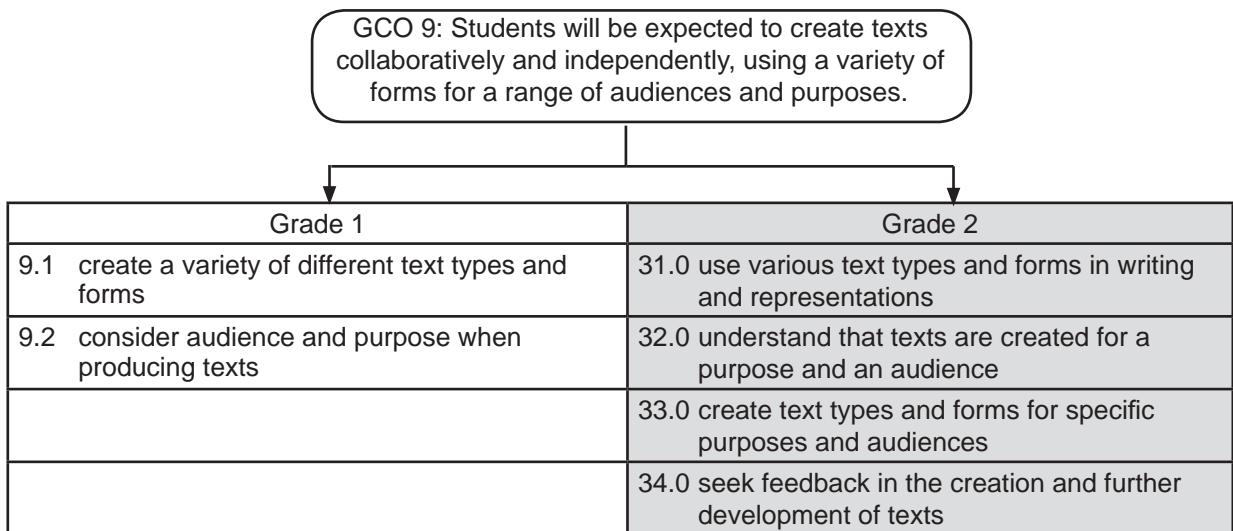 GCO 9: Students will be expected to create texts
collaboratively and independently, using a variety of
forms for a range of audiences and purposes.
Grade 1
Grade 2
9.1 create a variety of different text types and
forms
31.0 use various text types and forms in writing
and representations
9.2 consider audience and purpose when
producing texts
32.0 understand that texts are created for a
purpose and an audience
33.0 create text types and forms for specific
purposes and audiences
34.0 seek feedback in the creation and further
development of texts